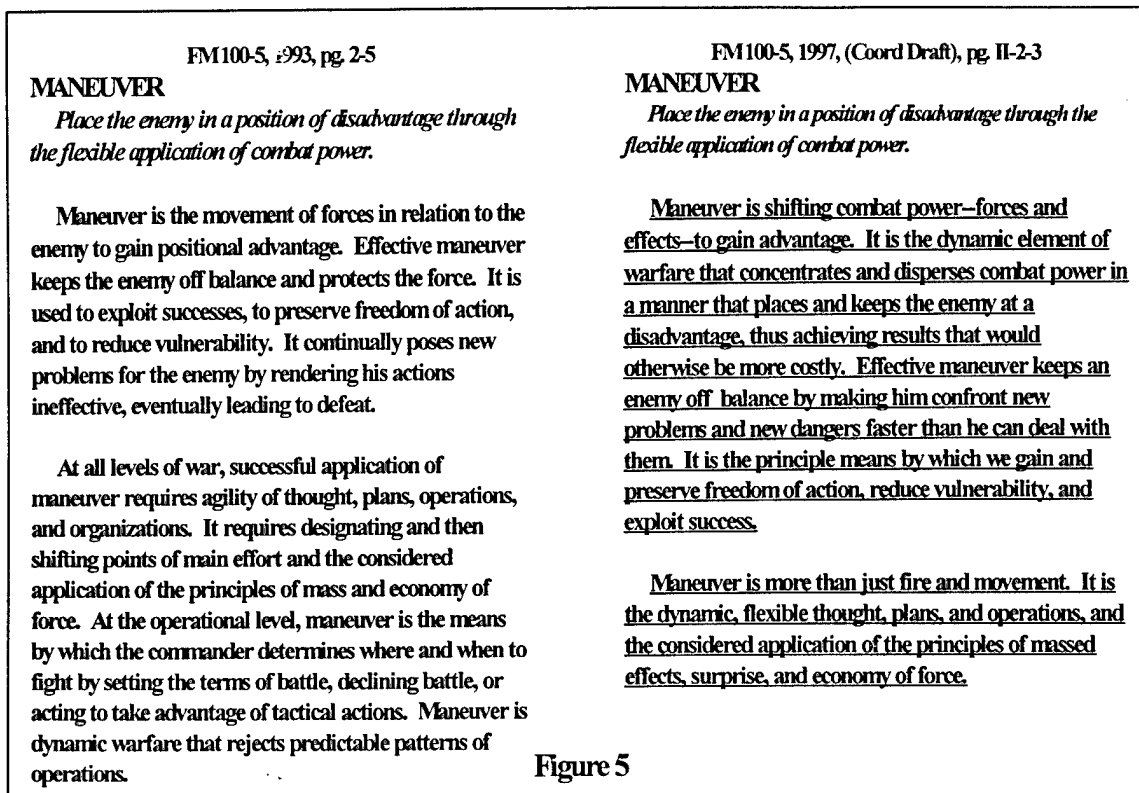 FM 100-5, 1993, pg. 2-5
MANEUVER
Place the enemy in a position of disadvantage through
the flexible application of combat power.
Maneuver is the movement of forces in relation to the
enemy to gain positional advantage. Effective maneuver
keeps the enemy off balance and protects the force. It is
used to exploit successes, to preserve freedom of action,
and to reduce vulnerability. It continually poses new
problems for the enemy by rendering his actions
ineffective, eventually leading to defeat.
At all levels of war, successful application of
maneuver requires agility of thought, plans, operations,
and organizations. It requires designating and then
shifting points of main effort and the considered
application of the principles of mass and economy of
force. At the operational level, maneuver is the means
by which the commander determines where and when to
fight by setting the terms of battle, declining battle, or
acting to take advantage of tactical actions. Maneuver is
dynamic warfare that rejects predictable patterns of
operations.
FM 100-5, 1997, (Coord Draft), pg. II-2-3
MANEUVER
Place the enemy in a position of disadvantage through the
flexible application of combat power.
Maneuver is shifting combat power--forces and
effects--to gain advantage. It is the dynamic element of
warfare that concentrates and disperses combat power in
a manner that places and keeps the enemy at a
disadvantage, thus achieving results that would
otherwise be more costly. Effective maneuver keeps an
enemy off balance by making him confront new
problems and new dangers faster than he can deal with
them. It is the principle means by which we gain and
preserve freedom of action, reduce vulnerability, and
exploit success.
Maneuver is more than just fire and movement. It is
the dynamic, flexible thought, plans, and operations, and
the considered application of the principles of massed
effects, surprise, and economy of force.
Figure 5